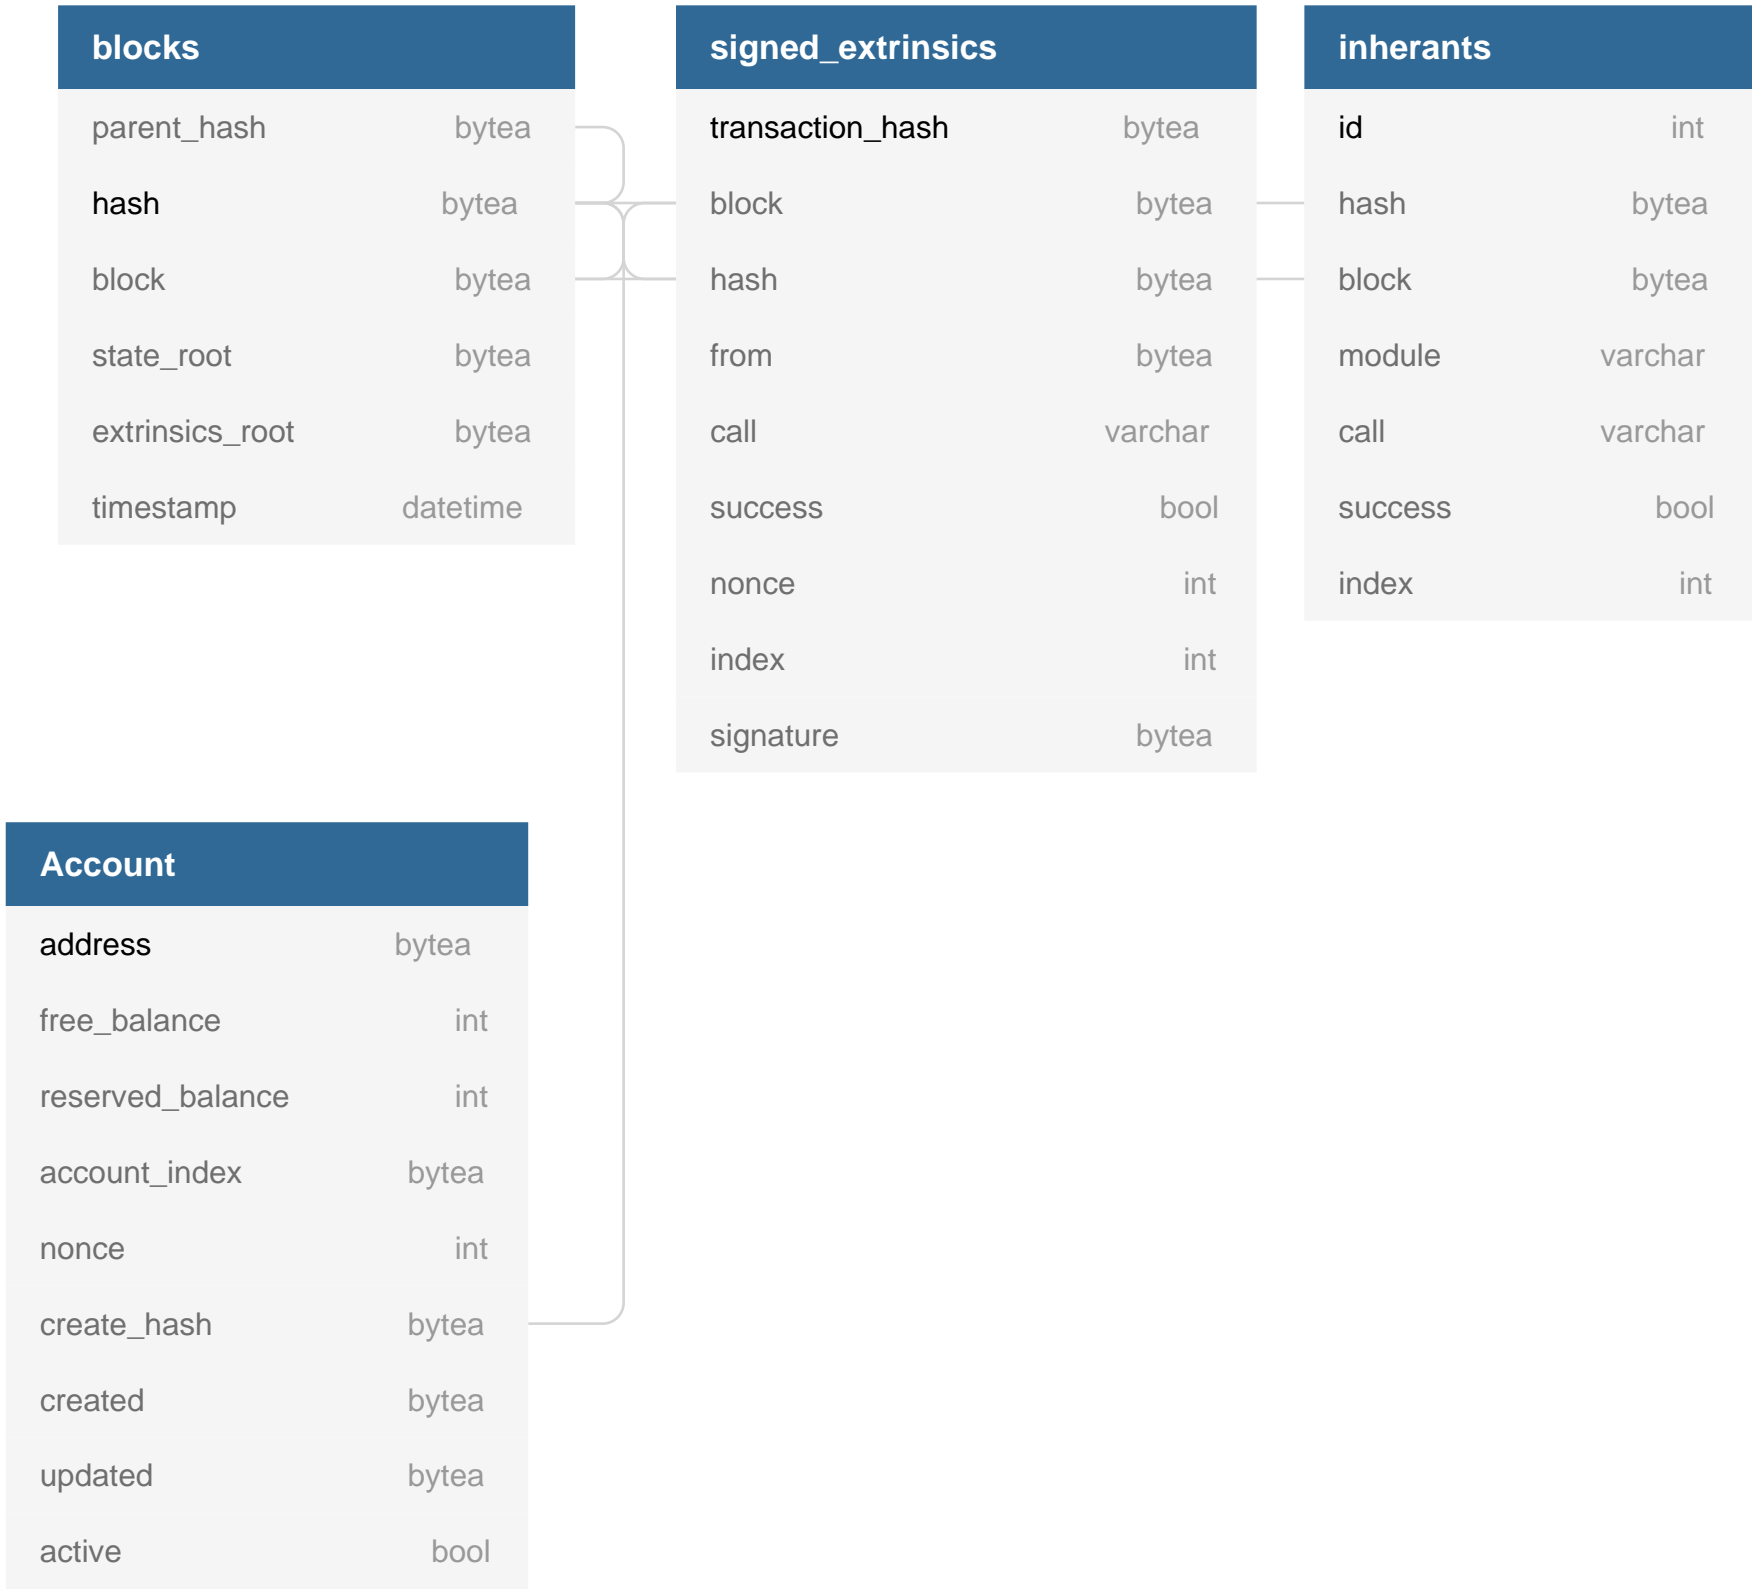 blocks
parent_hash bytea
hash bytea
block bytea
state_root bytea
extrinsics_root bytea
timestamp datetime
signed_extrinsics
transaction_hash bytea
block bytea
hash bytea
from bytea
call varchar
success bool
nonce int
index int
signature bytea
inherants
id int
hash bytea
block bytea
module varchar
call varchar
success bool
index int
Account
address bytea
free_balance int
reserved_balance int
account_index bytea
nonce int
create_hash bytea
created bytea
updated bytea
active bool